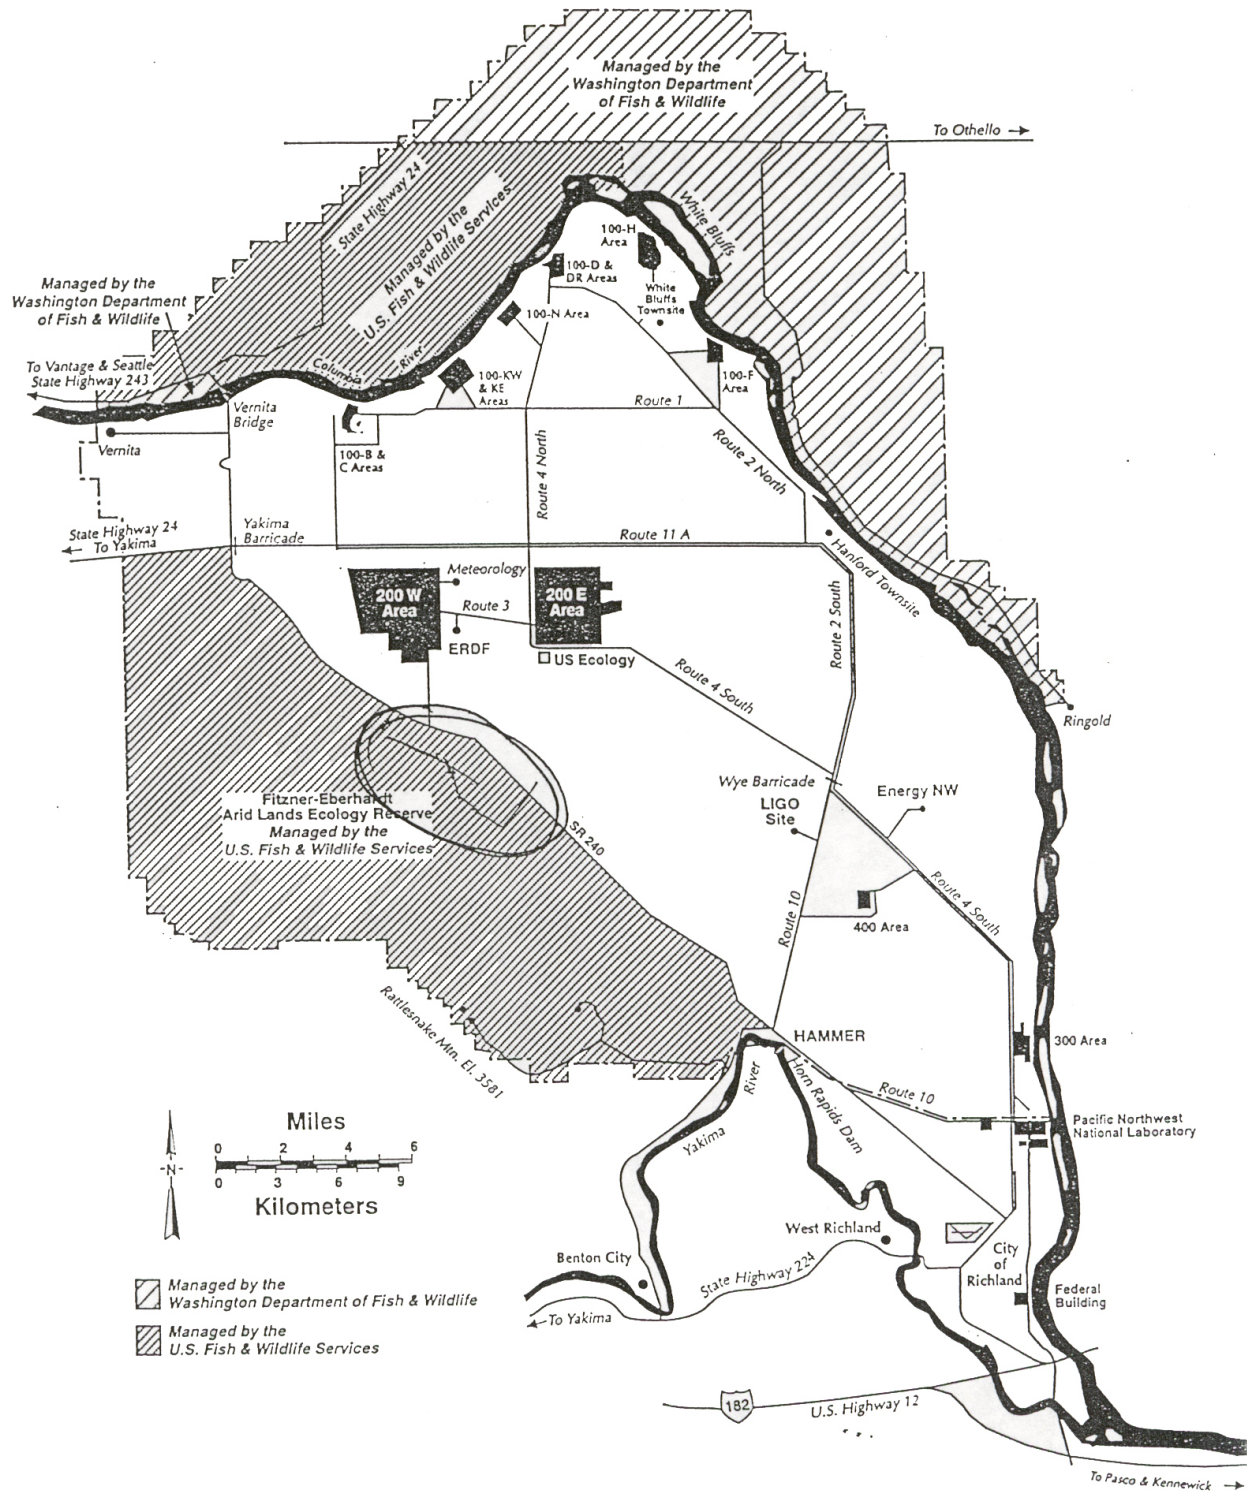 Managed by the
Washington Department
of Fish & Wildlife
To Othello
State Highway 24
Managed by the
U.S. Fish & Wildlife Services
White Bluffs
100-H
Area
100-D &
DR Areas
White
Bluffs
Townsite
100-N Area
Managed by the
Washington Department
of Fish & Wildlife
To Vantage & Seattle
State Highway 243
Columbia
River
100-KW
& KE
Areas
100-F
Area
Route 1
Vernita
Bridge
Vernita
100-B &
C Areas
Route 4 North
Route 2 North
State Highway 24
To Yakima
Yakima
Barricade
Route 11 A
Hanford Townsite
Meteorology
200 W
Area
200 E
Area
Route 3
ERDF
US Ecology
Route 2 South
Route 4 South
Ringold
Wye Barricade
Energy NW
LIGO
Site
Fitzner-Eberhardt
Arid Lands Ecology Reserve
Managed by the
U.S. Fish & Wildlife Services
SR 240
Route 10
Route 4 South
400 Area
Rattlesnake Mtn. El. 3581
HAMMER
300 Area
River
Horn Rapids Dam
Route 10
Yakima
Pacific Northwest
National Laboratory
Miles
0 2 4 6
0 3 6 9
Kilometers
N
West Richland
City
of
Richland
Benton City
State Highway 224
Federal
Building
To Yakima
Managed by the
Washington Department of Fish & Wildlife
Managed by the
U.S. Fish & Wildlife Services
182
U.S. Highway 12
To Pasco & Kennewick